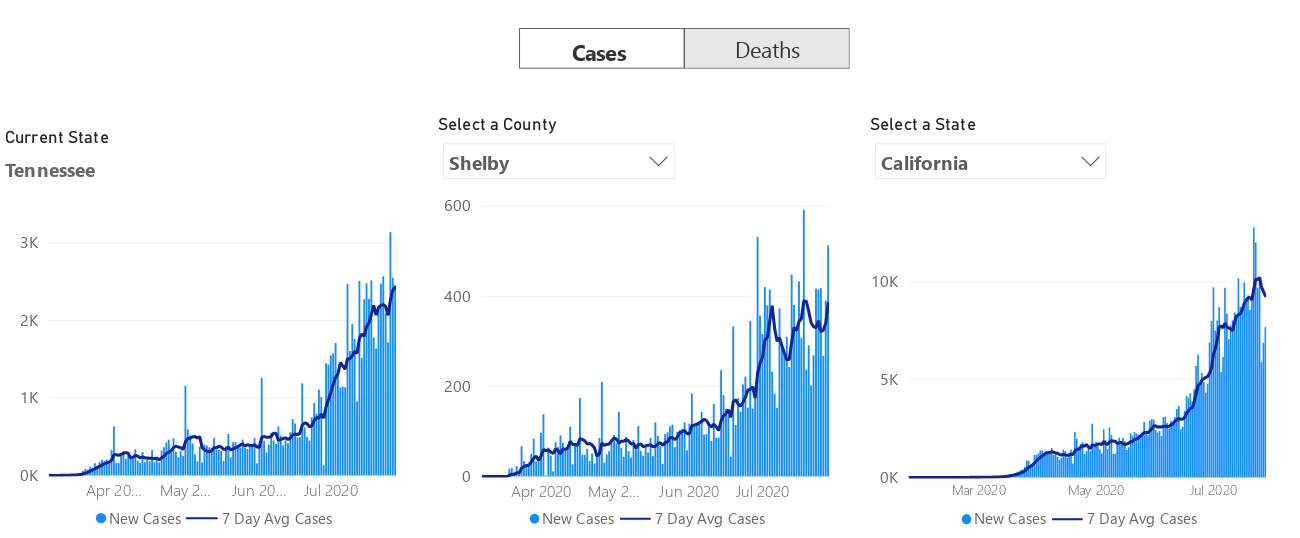 Cases Deaths
Current State
Tennessee
3K
2K
1K
0K
Apr 20... May 2... Jun 20... Jul 2020
New Cases 7 Day Avg Cases
Select a County
Shelby
600
400
200
0
Apr 2020 May 2... Jun 2020 Jul 2020
New Cases 7 Day Avg Cases
Select a State
California
10K
5K
0K
Mar 2020 May 2020 Jul 2020
New Cases 7 Day Avg Cases